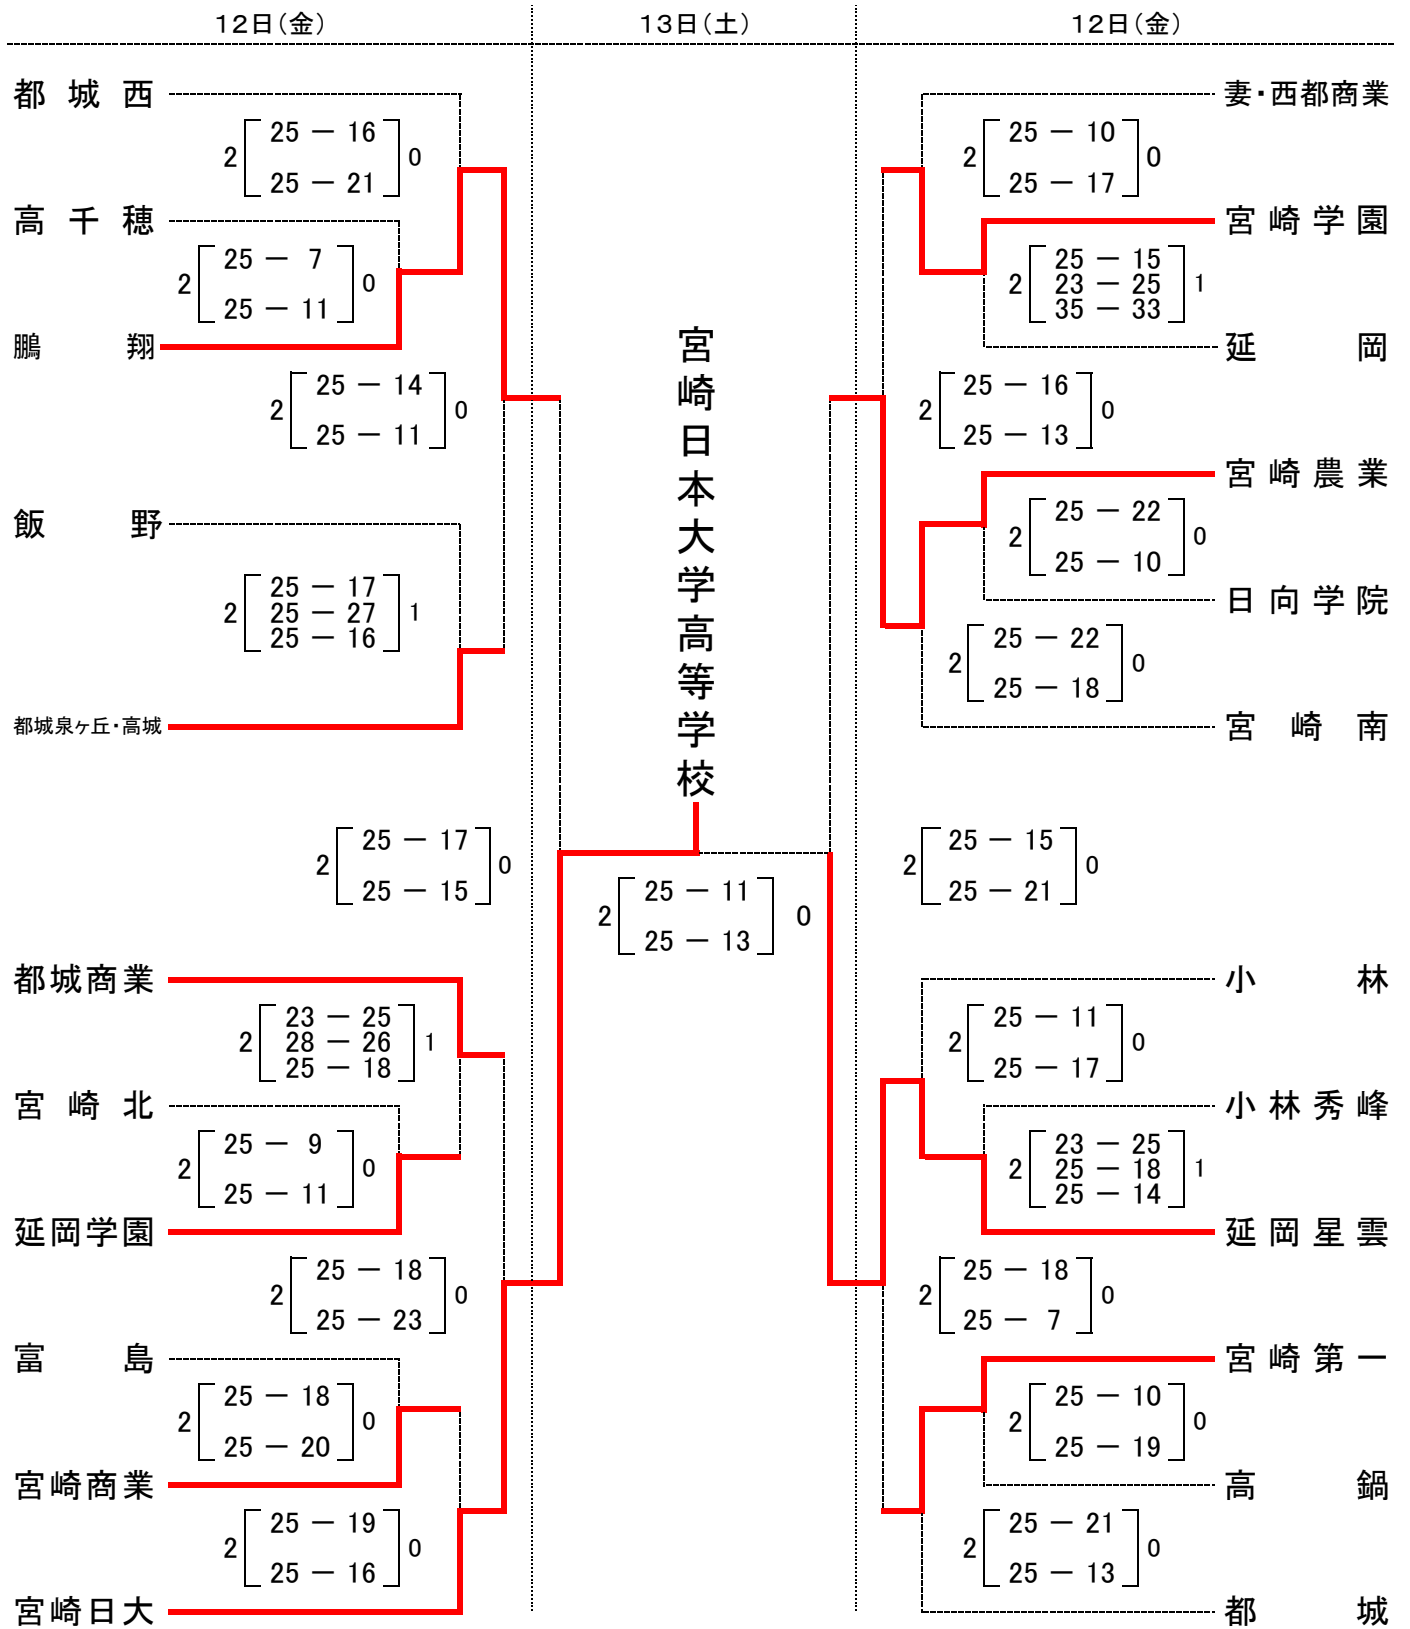 12日(金)
13日(土)
12日(金)
都城西
25 － 16
2 0
25 － 21
高千穂
25 － 7
2 0
25 － 11
鵬翔
25 － 14
2 0
25 － 11
飯野
25 － 17
2 25 － 27 1
25 － 16
都城泉ヶ丘・高城
25 － 17
2 0
25 － 15
都城商業
23 － 25
2 28 － 26 1
25 － 18
宮崎北
25 － 9
2 0
25 － 11
延岡学園
25 － 18
2 0
25 － 23
富島
25 － 18
2 0
25 － 20
宮崎商業
25 － 19
2 0
25 － 16
宮崎日大
宮崎日本大学高等学校
25 － 11
2 0
25 － 13
妻・西都商業
25 － 10
2 0
25 － 17
宮崎学園
25 － 15
2 23 － 25 1
35 － 33
延岡
25 － 16
2 0
25 － 13
宮崎農業
25 － 22
2 0
25 － 10
日向学院
25 － 22
2 0
25 － 18
宮崎南
25 － 15
2 0
25 － 21
小林
25 － 11
2 0
25 － 17
小林秀峰
23 － 25
2 25 － 18 1
25 － 14
延岡星雲
25 － 18
2 0
25 － 7
宮崎第一
25 － 10
2 0
25 － 19
高鍋
25 － 21
2 0
25 － 13
都城